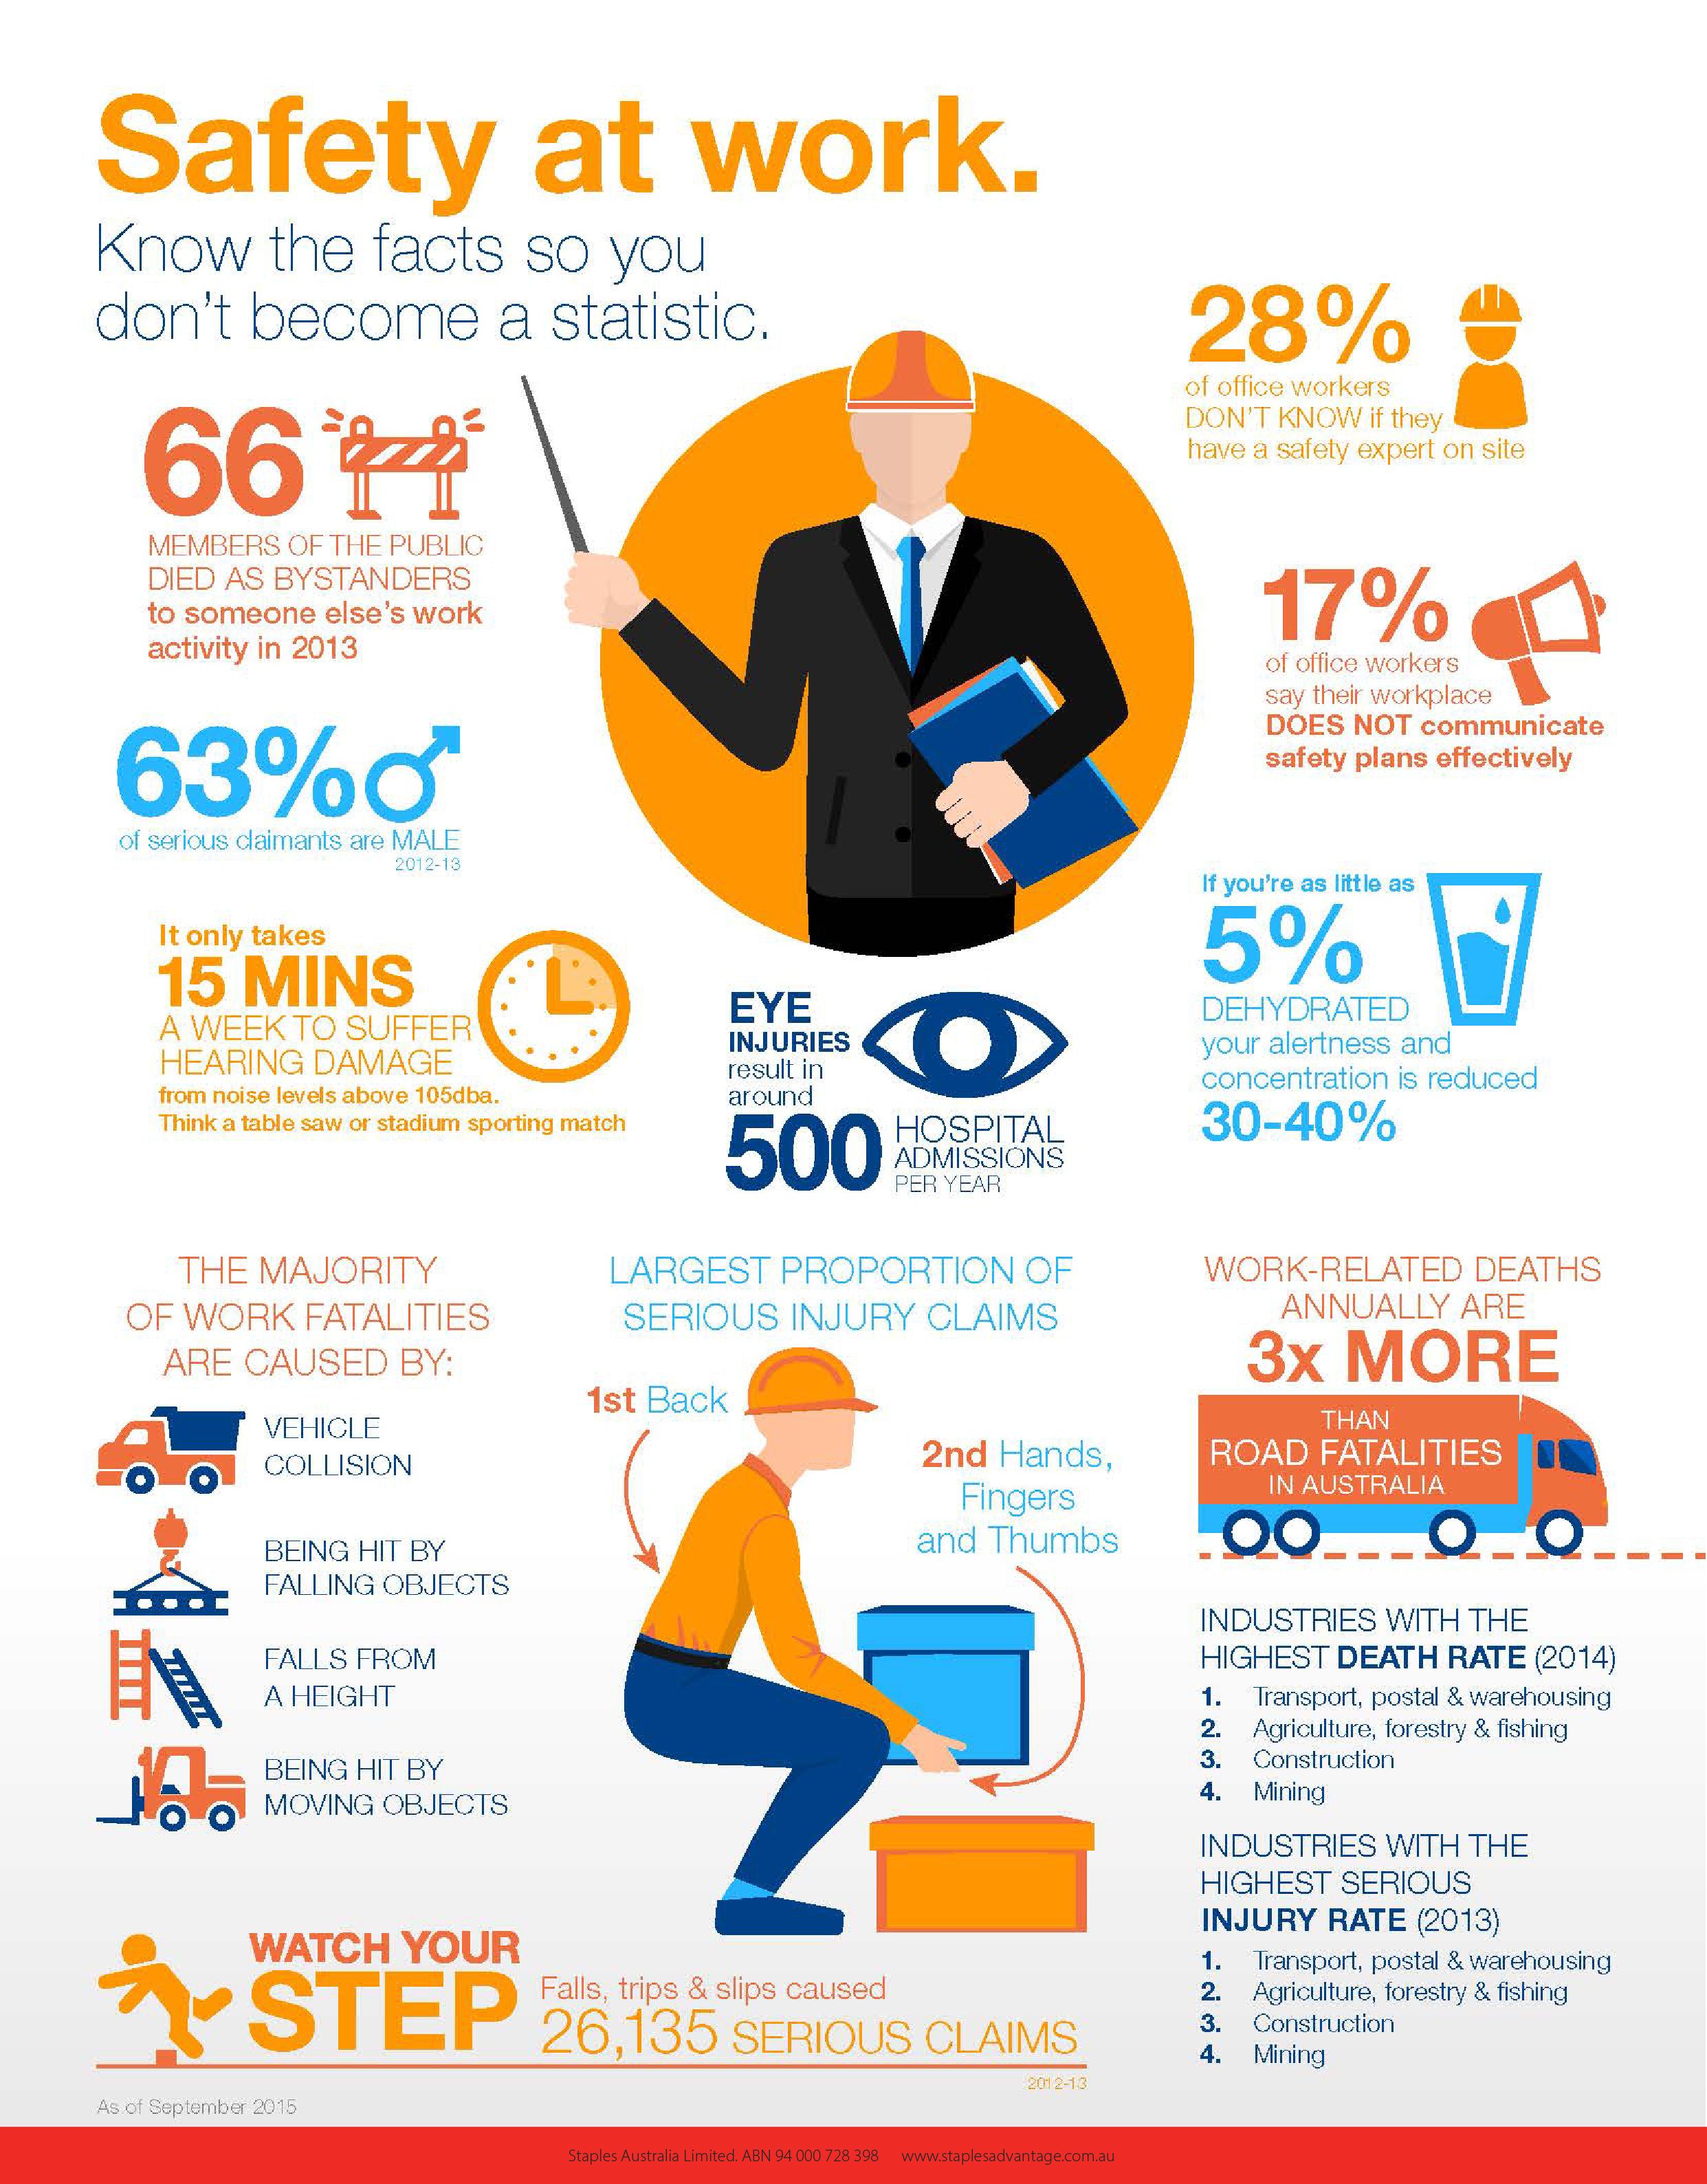 Safety at work.
Know the facts so you
don't become a statistic.
66
MEMBERS OF THE PUBLIC
DIED AS BYSTANDERS
to someone else's work
activity in 2013
63%
of serious claimants are MALE
2012-13
It only takes
15 MINS
A WEEK TO SUFFER
HEARING DAMAGE
from noise levels above 105dba.
Think a table saw or stadium sporting match
EYE
INJURIES
result in
around
500
HOSPITAL
ADMISSIONS
PER YEAR
28%
of office workers
DON'T KNOW if they
have a safety expert on site
17%
of office workers
say their workplace
DOES NOT communicate
safety plans effectively
If you're as little as
5%
DEHYDRATED
your alertness and
concentration is reduced
30-40%
THE MAJORITY
OF WORK FATALITIES
ARE CAUSED BY:
VEHICLE
COLLISION
BEING HIT BY
FALLING OBJECTS
FALLS FROM
A HEIGHT
BEING HIT BY
MOVING OBJECTS
LARGEST PROPORTION OF
SERIOUS INJURY CLAIMS
1st Back
2nd Hands,
Fingers
and Thumbs
WORK-RELATED DEATHS
ANNUALLY ARE
3x MORE
THAN
ROAD FATALITIES
IN AUSTRALIA
INDUSTRIES WITH THE
HIGHEST DEATH RATE (2014)
1. Transport, postal & warehousing
2. Agriculture, forestry & fishing
3. Construction
4. Mining
INDUSTRIES WITH THE
HIGHEST SERIOUS
INJURY RATE (2013)
1. Transport, postal & warehousing
2. Agriculture, forestry & fishing
3. Construction
4. Mining
WATCH YOUR
STEP
Falls, trips & slips caused
26,135 SERIOUS CLAIMS
2012-13
As of September 2015
Staples Australia Limited. ABN 94 000 728 398 www.staplesadvantage.com.au